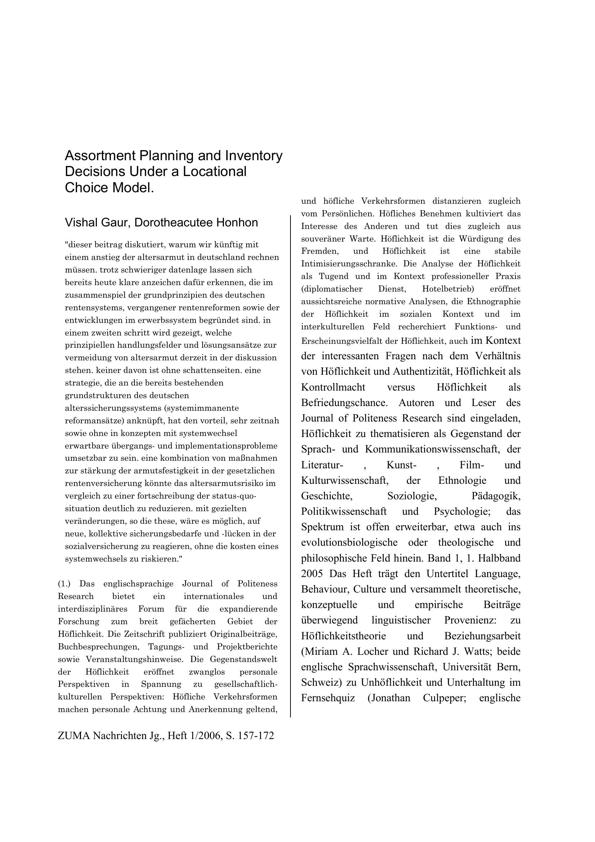 Assortment Planning and Inventory
Decisions Under a Locational
Choice Model.
Vishal Gaur, Dorotheacutee Honhon
"dieser beitrag diskutiert, warum wir künftig mit
einem anstieg der altersarmut in deutschland rechnen
müssen. trotz schwieriger datenlage lassen sich
bereits heute klare anzeichen dafür erkennen, die im
zusammenspiel der grundprinzipien des deutschen
rentensystems, vergangener rentenreformen sowie der
entwicklungen im erwerbssystem begründet sind. in
einem zweiten schritt wird gezeigt, welche
prinzipiellen handlungsfelder und lösungsansätze zur
vermeidung von altersarmut derzeit in der diskussion
stehen. keiner davon ist ohne schattenseiten. eine
strategie, die an die bereits bestehenden
grundstrukturen des deutschen
alterssicherungssystems (systemimmanente
reformansätze) anknüpft, hat den vorteil, sehr zeitnah
sowie ohne in konzepten mit systemwechsel
erwartbare übergangs- und implementationsprobleme
umsetzbar zu sein. eine kombination von maßnahmen
zur stärkung der armutsfestigkeit in der gesetzlichen
rentenversicherung könnte das altersarmutsrisiko im
vergleich zu einer fortschreibung der status-quo-
situation deutlich zu reduzieren. mit gezielten
veränderungen, so die these, wäre es möglich, auf
neue, kollektive sicherungsbedarfe und -lücken in der
sozialversicherung zu reagieren, ohne die kosten eines
systemwechsels zu riskieren."
(1.) Das englischsprachige Journal of Politeness
Research bietet ein internationales und
interdisziplinäres Forum für die expandierende
Forschung zum breit gefächerten Gebiet der
Höflichkeit. Die Zeitschrift publiziert Originalbeiträge,
Buchbesprechungen, Tagungs- und Projektberichte
sowie Veranstaltungshinweise. Die Gegenstandswelt
der Höflichkeit eröffnet zwanglos personale
Perspektiven in Spannung zu gesellschaftlich-
kulturellen Perspektiven: Höfliche Verkehrsformen
machen personale Achtung und Anerkennung geltend,
und höfliche Verkehrsformen distanzieren zugleich
vom Persönlichen. Höfliches Benehmen kultiviert das
Interesse des Anderen und tut dies zugleich aus
souveräner Warte. Höflichkeit ist die Würdigung des
Fremden, und Höflichkeit ist eine stabile
Intimisierungsschranke. Die Analyse der Höflichkeit
als Tugend und im Kontext professioneller Praxis
(diplomatischer Dienst, Hotelbetrieb) eröffnet
aussichtsreiche normative Analysen, die Ethnographie
der Höflichkeit im sozialen Kontext und im
interkulturellen Feld recherchiert Funktions- und
Erscheinungsvielfalt der Höflichkeit, auch im Kontext
der interessanten Fragen nach dem Verhältnis
von Höflichkeit und Authentizität, Höflichkeit als
Kontrollmacht versus Höflichkeit als
Befriedungschance. Autoren und Leser des
Journal of Politeness Research sind eingeladen,
Höflichkeit zu thematisieren als Gegenstand der
Sprach- und Kommunikationswissenschaft, der
Literatur- , Kunst- , Film- und
Kulturwissenschaft, der Ethnologie und
Geschichte, Soziologie, Pädagogik,
Politikwissenschaft und Psychologie; das
Spektrum ist offen erweiterbar, etwa auch ins
evolutionsbiologische oder theologische und
philosophische Feld hinein. Band 1, 1. Halbband
2005 Das Heft trägt den Untertitel Language,
Behaviour, Culture und versammelt theoretische,
konzeptuelle und empirische Beiträge
überwiegend linguistischer Provenienz: zu
Höflichkeitstheorie und Beziehungsarbeit
(Miriam A. Locher und Richard J. Watts; beide
englische Sprachwissenschaft, Universität Bern,
Schweiz) zu Unhöflichkeit und Unterhaltung im
Fernsehquiz (Jonathan Culpeper; englische
ZUMA Nachrichten Jg., Heft 1/2006, S. 157-172